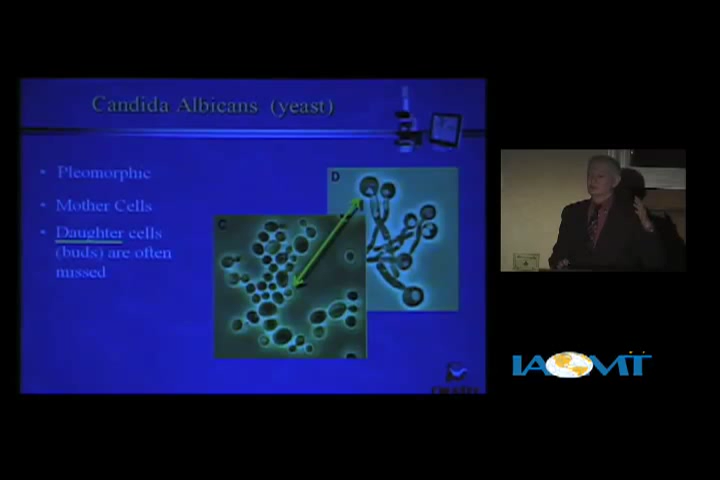 Candida Albicans (yeast)
• Pleomorphic
• Mother Cells
• Daughter cells
(buds) are often
missed
D
C
IAOMT